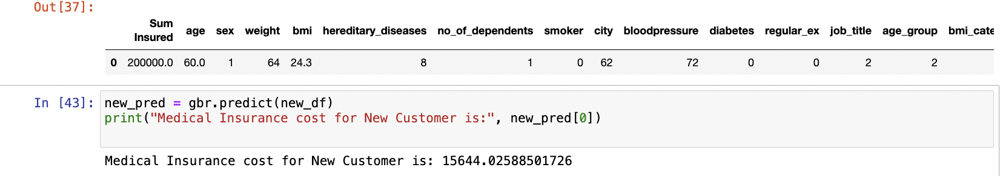 Out[37]:
Sum Insured age sex weight bmi hereditary_diseases no_of_dependents smoker city bloodpressure diabetes regular_ex job_title age_group bmi_cate
0 200000.0 60.0 1 64 24.3 8 1 0 62 72 0 0 2 2
In [43]: new_pred = gbr.predict(new_df)
print("Medical Insurance cost for New Customer is:", new_pred[0])
Medical Insurance cost for New Customer is: 15644.02588501726